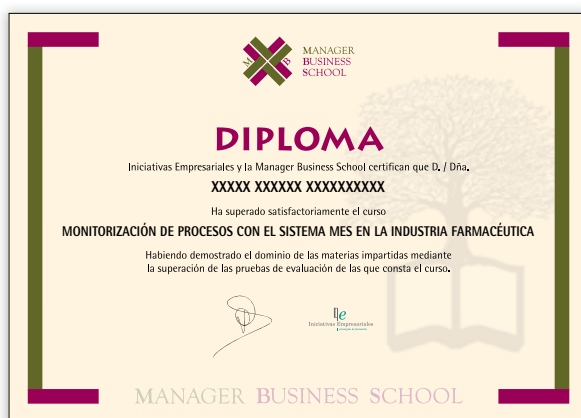 M B
MANAGER
BUSINESS
SCHOOL
DIPLOMA
Iniciativas Empresariales y la Manager Business School certifican que D. / Dña.
XXXXX XXXXXX XXXXXXXXXX
Ha superado satisfactoriamente el curso
MONITORIZACIÓN DE PROCESOS CON EL SISTEMA MES EN LA INDUSTRIA FARMACÉUTICA
Habiendo demostrado el dominio de las materias impartidas mediante
la superación de las pruebas de evaluación de las que consta el curso.
Iniciativas Empresariales
MANAGER BUSINESS SCHOOL